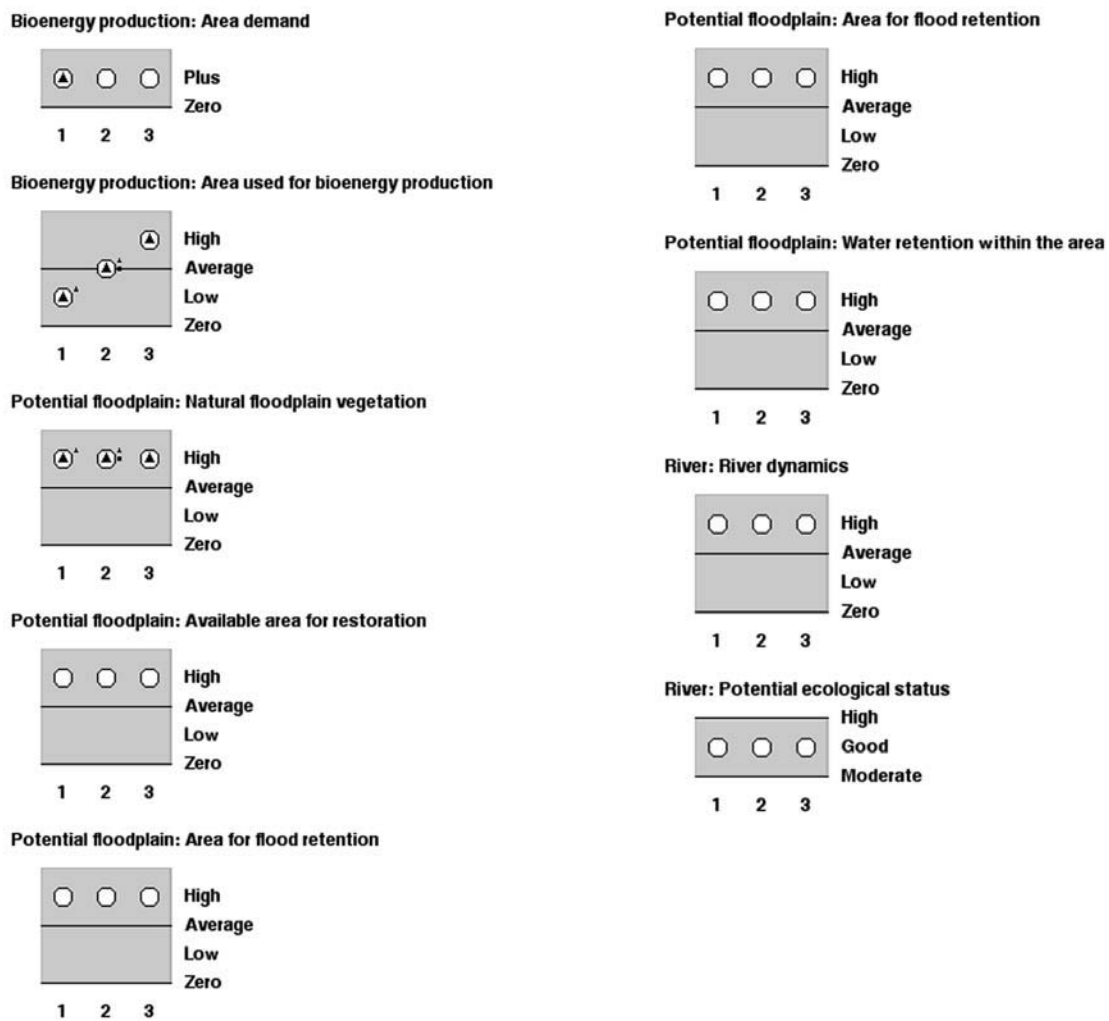 Bioenergy production: Area demand
Plus
Zero
1 2 3
Bioenergy production: Area used for bioenergy production
High
Average
Low
Zero
1 2 3
Potential floodplain: Natural floodplain vegetation
High
Average
Low
Zero
1 2 3
Potential floodplain: Available area for restoration
High
Average
Low
Zero
1 2 3
Potential floodplain: Area for flood retention
High
Average
Low
Zero
1 2 3
Potential floodplain: Area for flood retention
High
Average
Low
Zero
1 2 3
Potential floodplain: Water retention within the area
High
Average
Low
Zero
1 2 3
River: River dynamics
High
Average
Low
Zero
1 2 3
River: Potential ecological status
High
Good
Moderate
1 2 3